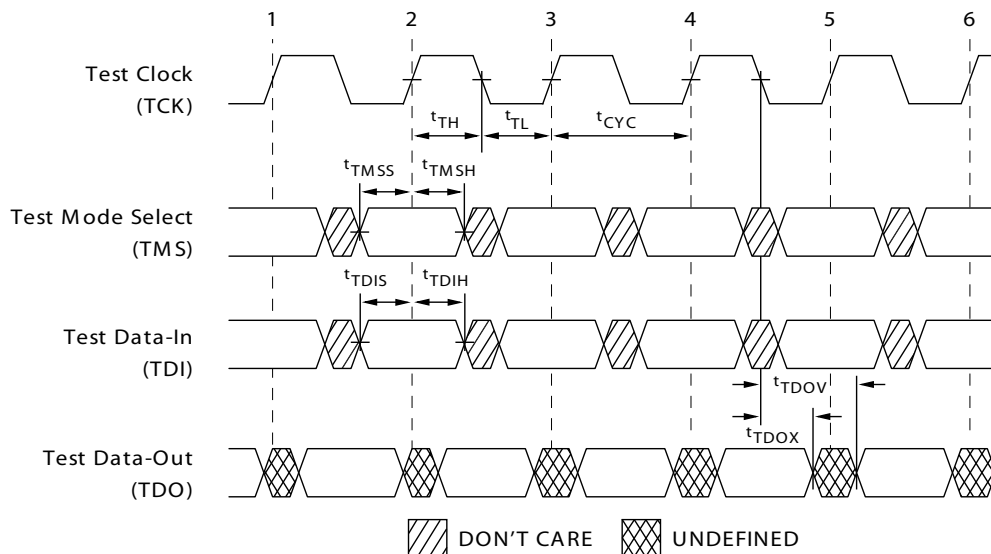 1 2 3 4 5 6
Test Clock
(TCK)
tTH tTL tCYC
tTMSS tTMSH
Test Mode Select
(TMS)
tTDIS tTDIH
Test Data-In
(TDI)
tTDOV
tTDOX
Test Data-Out
(TDO)
DON'T CARE UNDEFINED